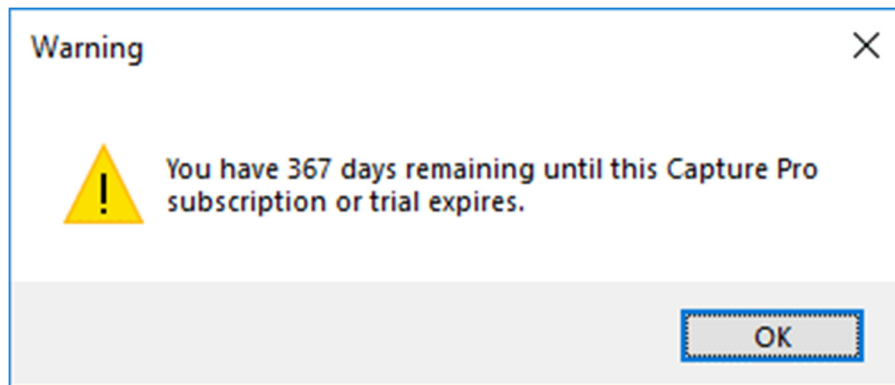 Warning
You have 367 days remaining until this Capture Pro
subscription or trial expires.
OK